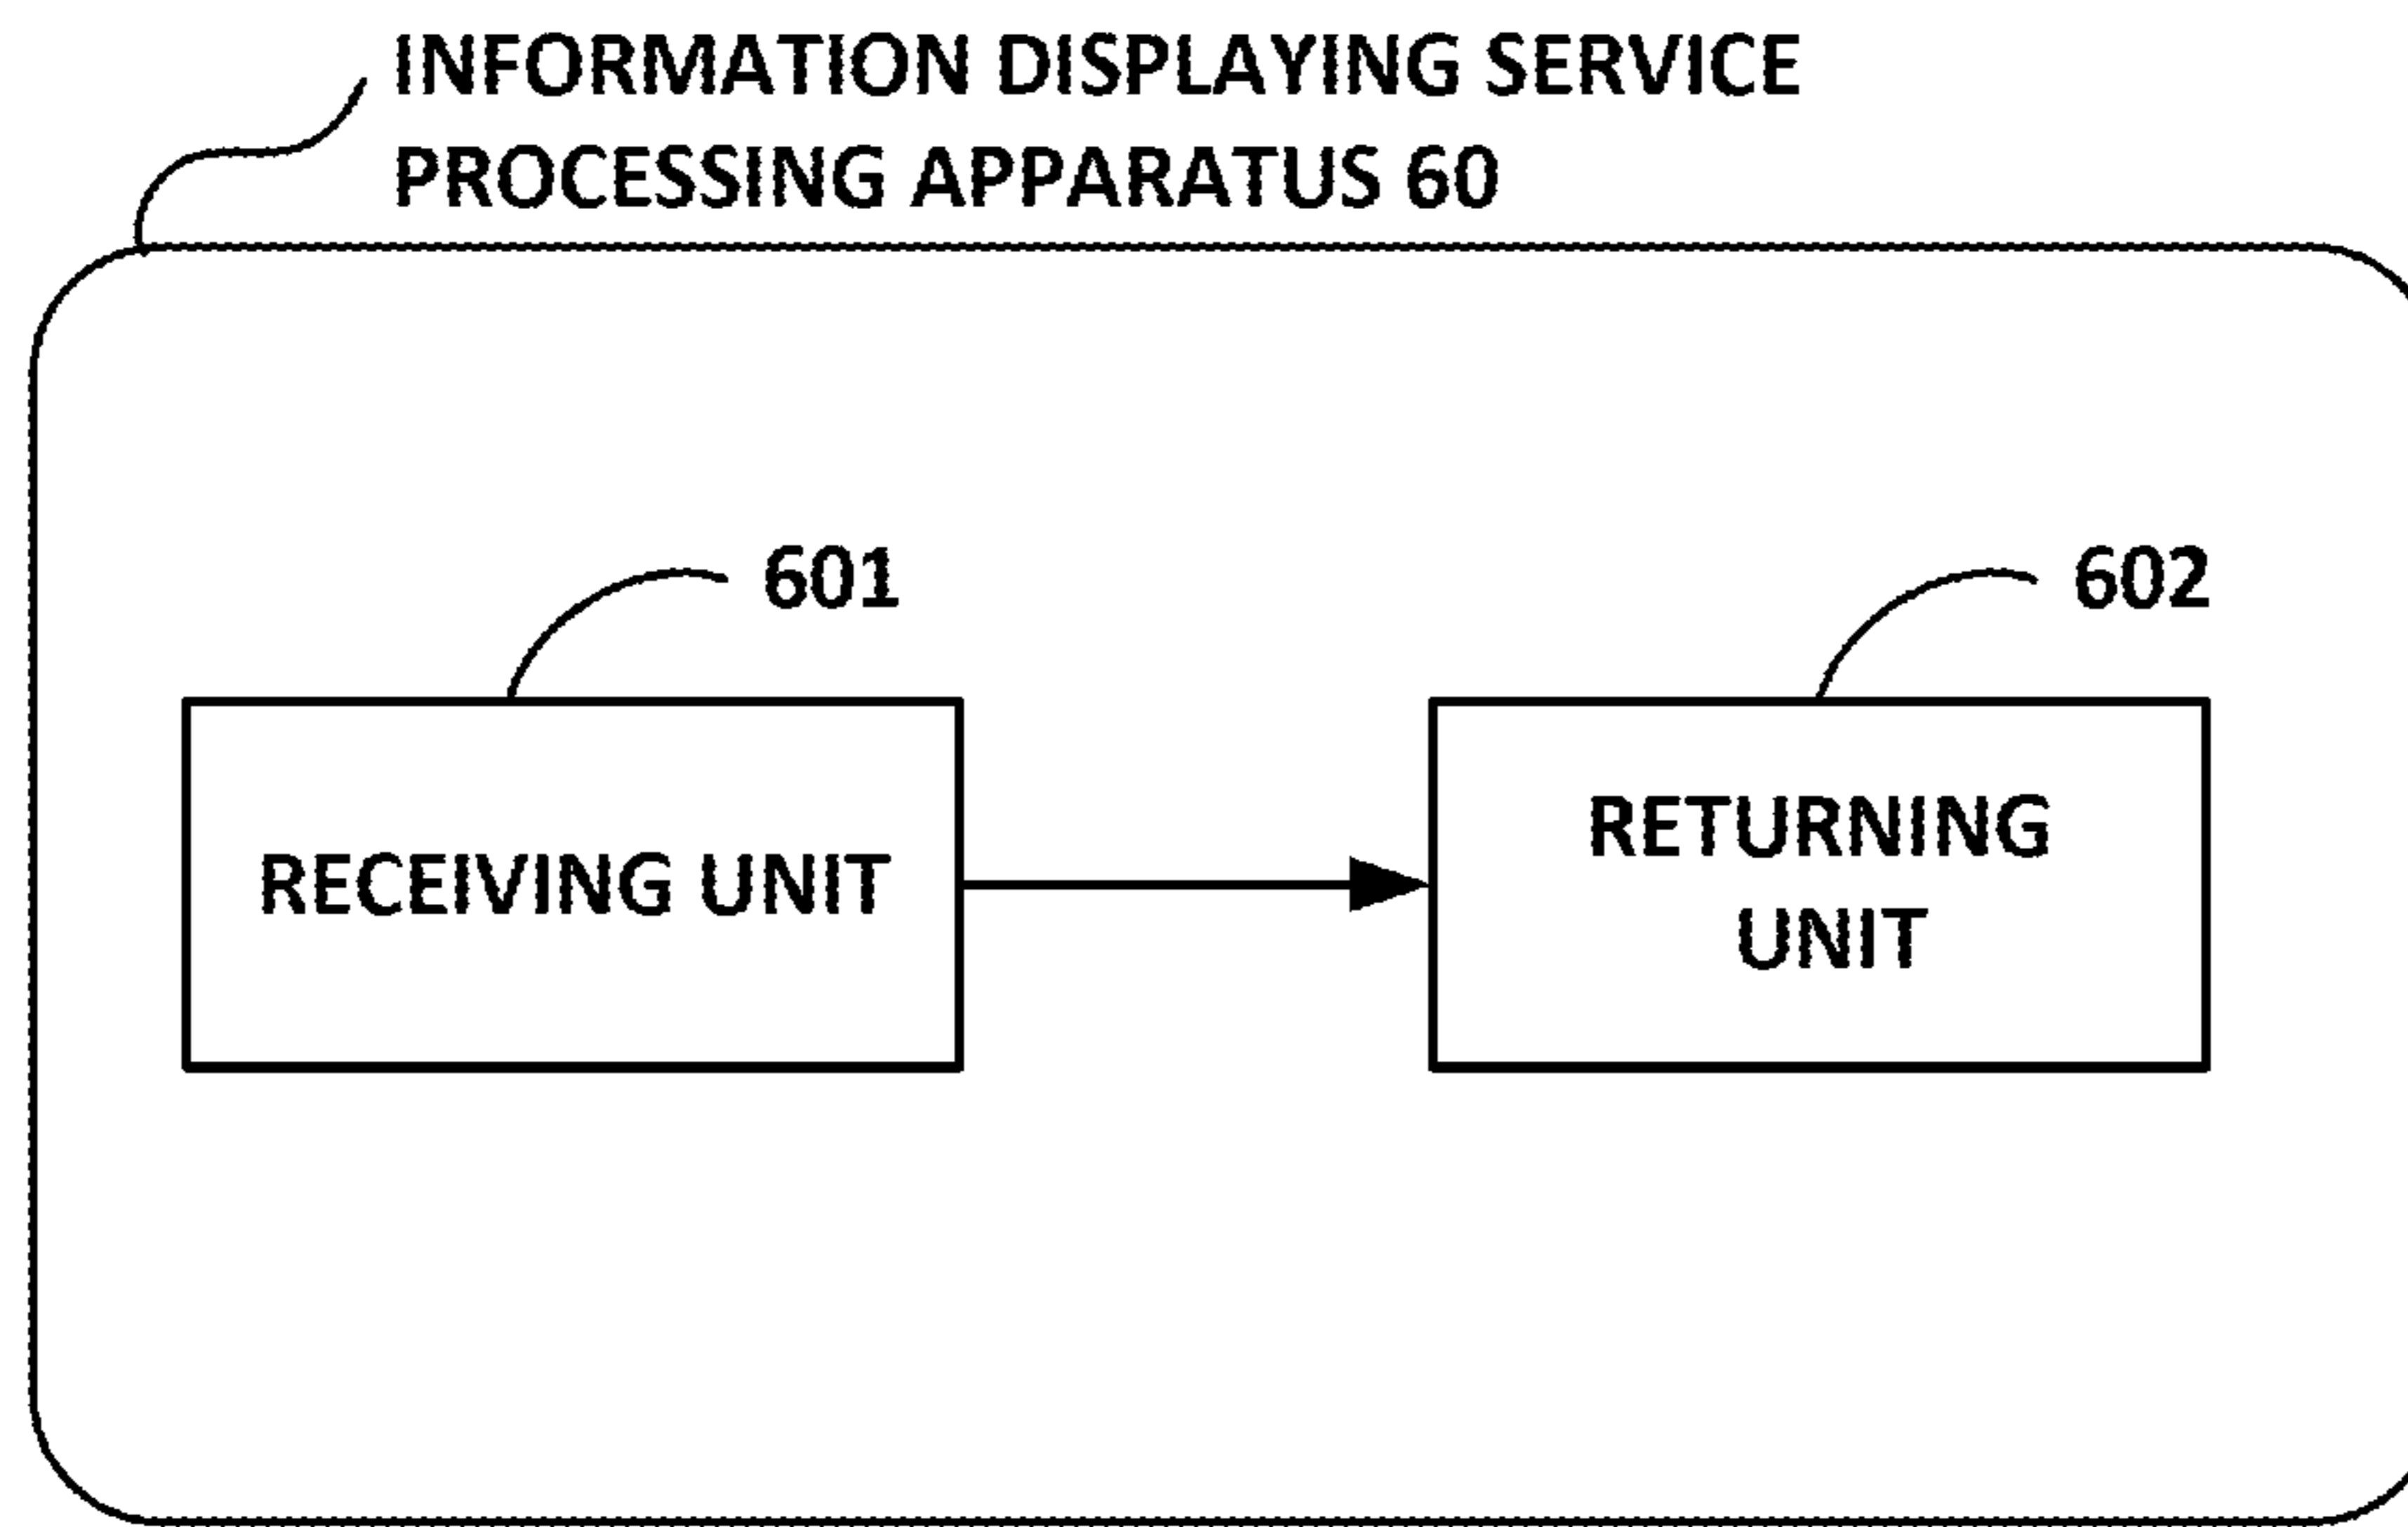 INFORMATION DISPLAYING SERVICE
PROCESSING APPARATUS 60
601
602
RECEIVING UNIT
RETURNING
UNIT